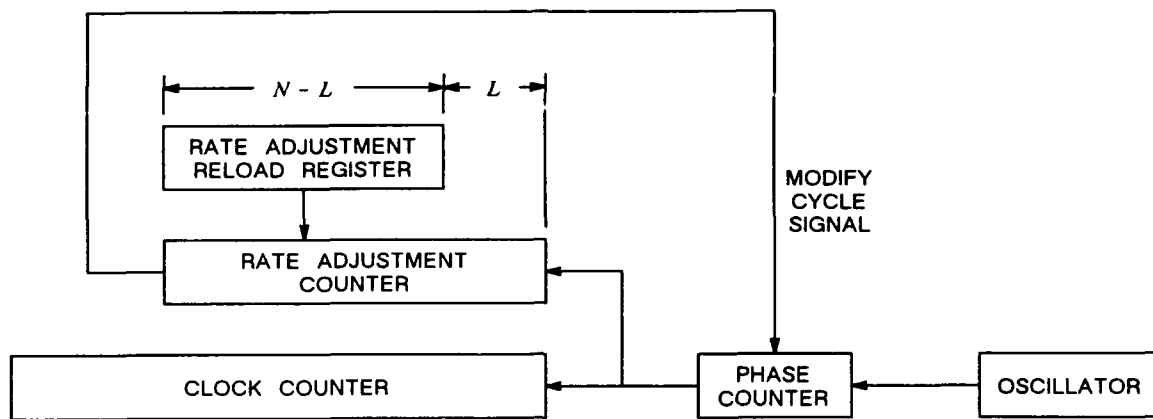 N - L
L
RATE ADJUSTMENT
RELOAD REGISTER
MODIFY
CYCLE
SIGNAL
RATE ADJUSTMENT
COUNTER
CLOCK COUNTER
PHASE
COUNTER
OSCILLATOR